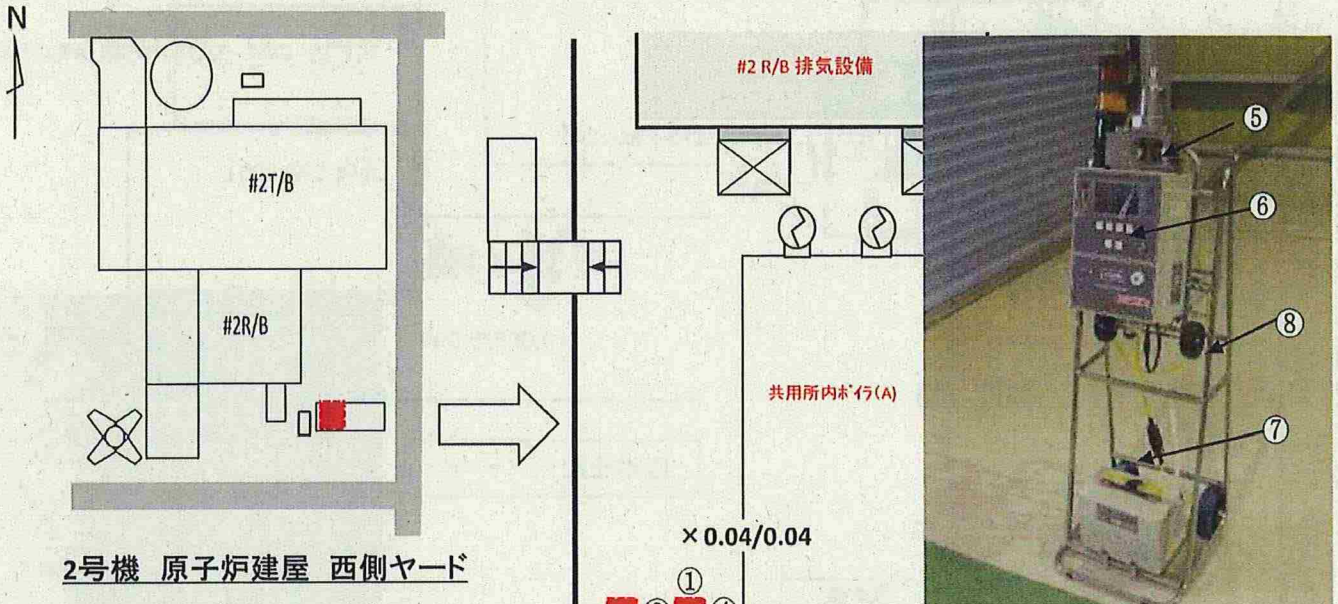 N
#2T/B
#2R/B
2号機 原子炉建屋 西側ヤード
#2 R/B 排気設備
共用所内ボイラ(A)
×0.04/0.04
①
⑤
⑥
⑧
⑦